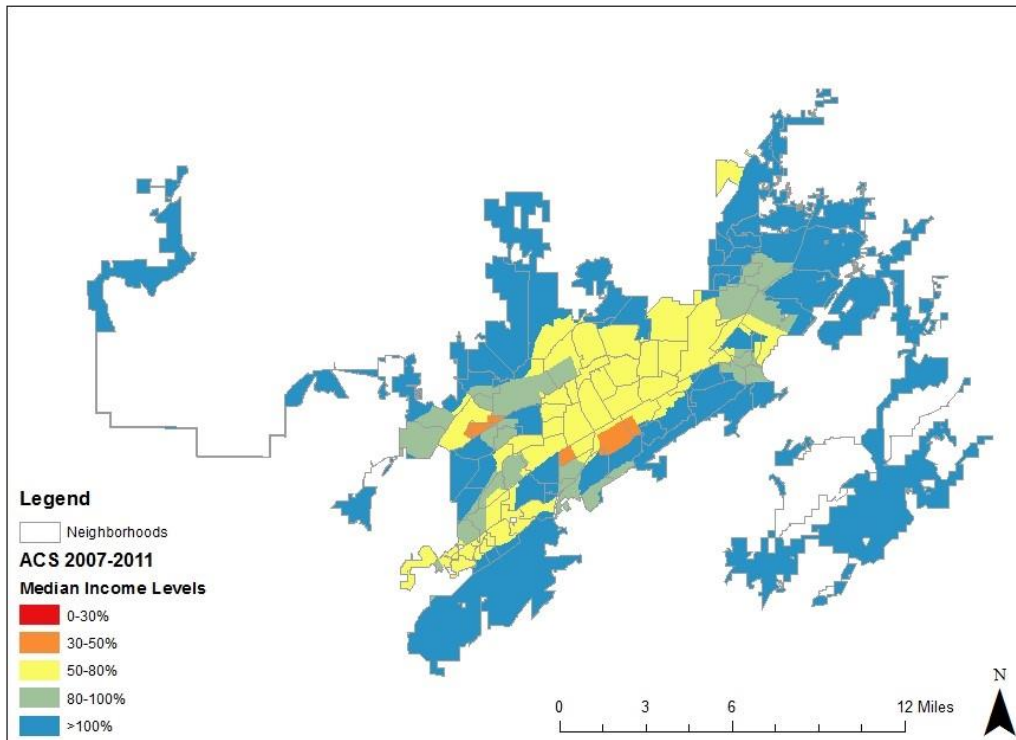 Legend
Neighborhoods
ACS 2007-2011
Median Income Levels
0-30%
30-50%
50-80%
80-100%
>100%
N
0 3 6 12 Miles